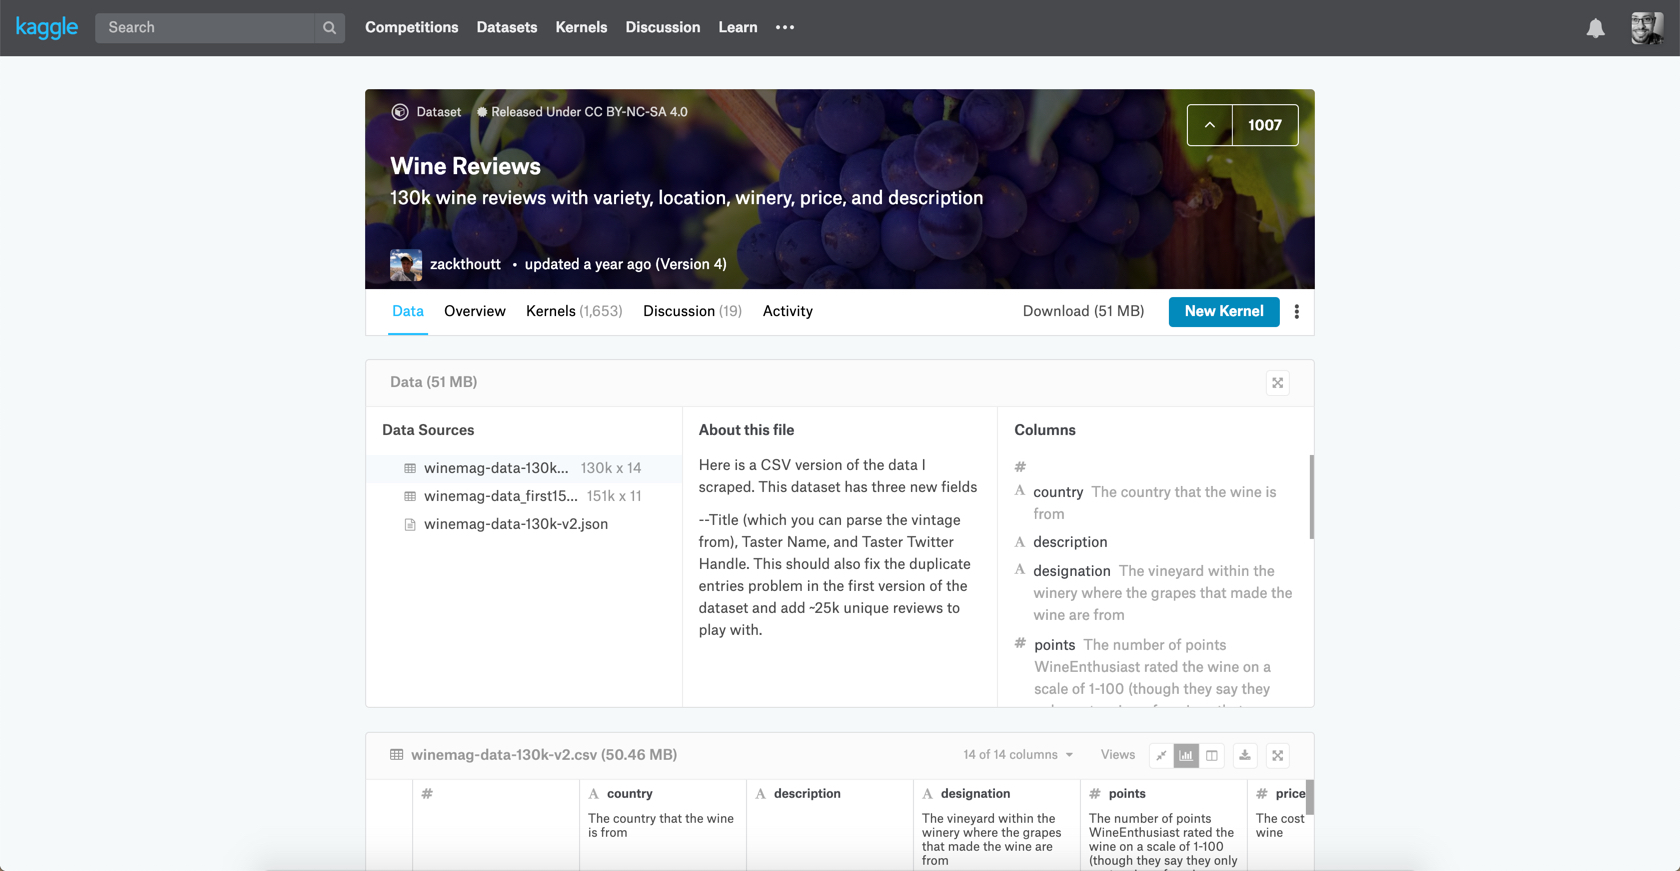 kaggle
Search
Competitions Datasets Kernels Discussion Learn
Dataset Released Under CC BY-NC-SA 4.0
1007
Wine Reviews
130k wine reviews with variety, location, winery, price, and description
zackthoutt • updated a year ago (Version 4)
Data Overview Kernels (1,653) Discussion (19) Activity
Download (51 MB)
New Kernel
Data (51 MB)
Data Sources
winemag-data-130k... 130k x 14
winemag-data_first15... 151k x 11
winemag-data-130k-v2.json
About this file
Here is a CSV version of the data I
scraped. This dataset has three new fields
--Title (which you can parse the vintage
from), Taster Name, and Taster Twitter
Handle. This should also fix the duplicate
entries problem in the first version of the
dataset and add ~25k unique reviews to
play with.
Columns
#
A country The country that the wine is
from
A description
A designation The vineyard within the
winery where the grapes that made the
wine are from
# points The number of points
WineEnthusiast rated the wine on a
scale of 1-100 (though they say they
winemag-data-130k-v2.csv (50.46 MB)
14 of 14 columns
Views
#
A country
The country that the wine
is from
A description
A designation
The vineyard within the
winery where the grapes
that made the wine are
from
# points
The number of points
WineEnthusiast rated the
wine on a scale of 1-100
(though they say they only
# price
The cost
wine